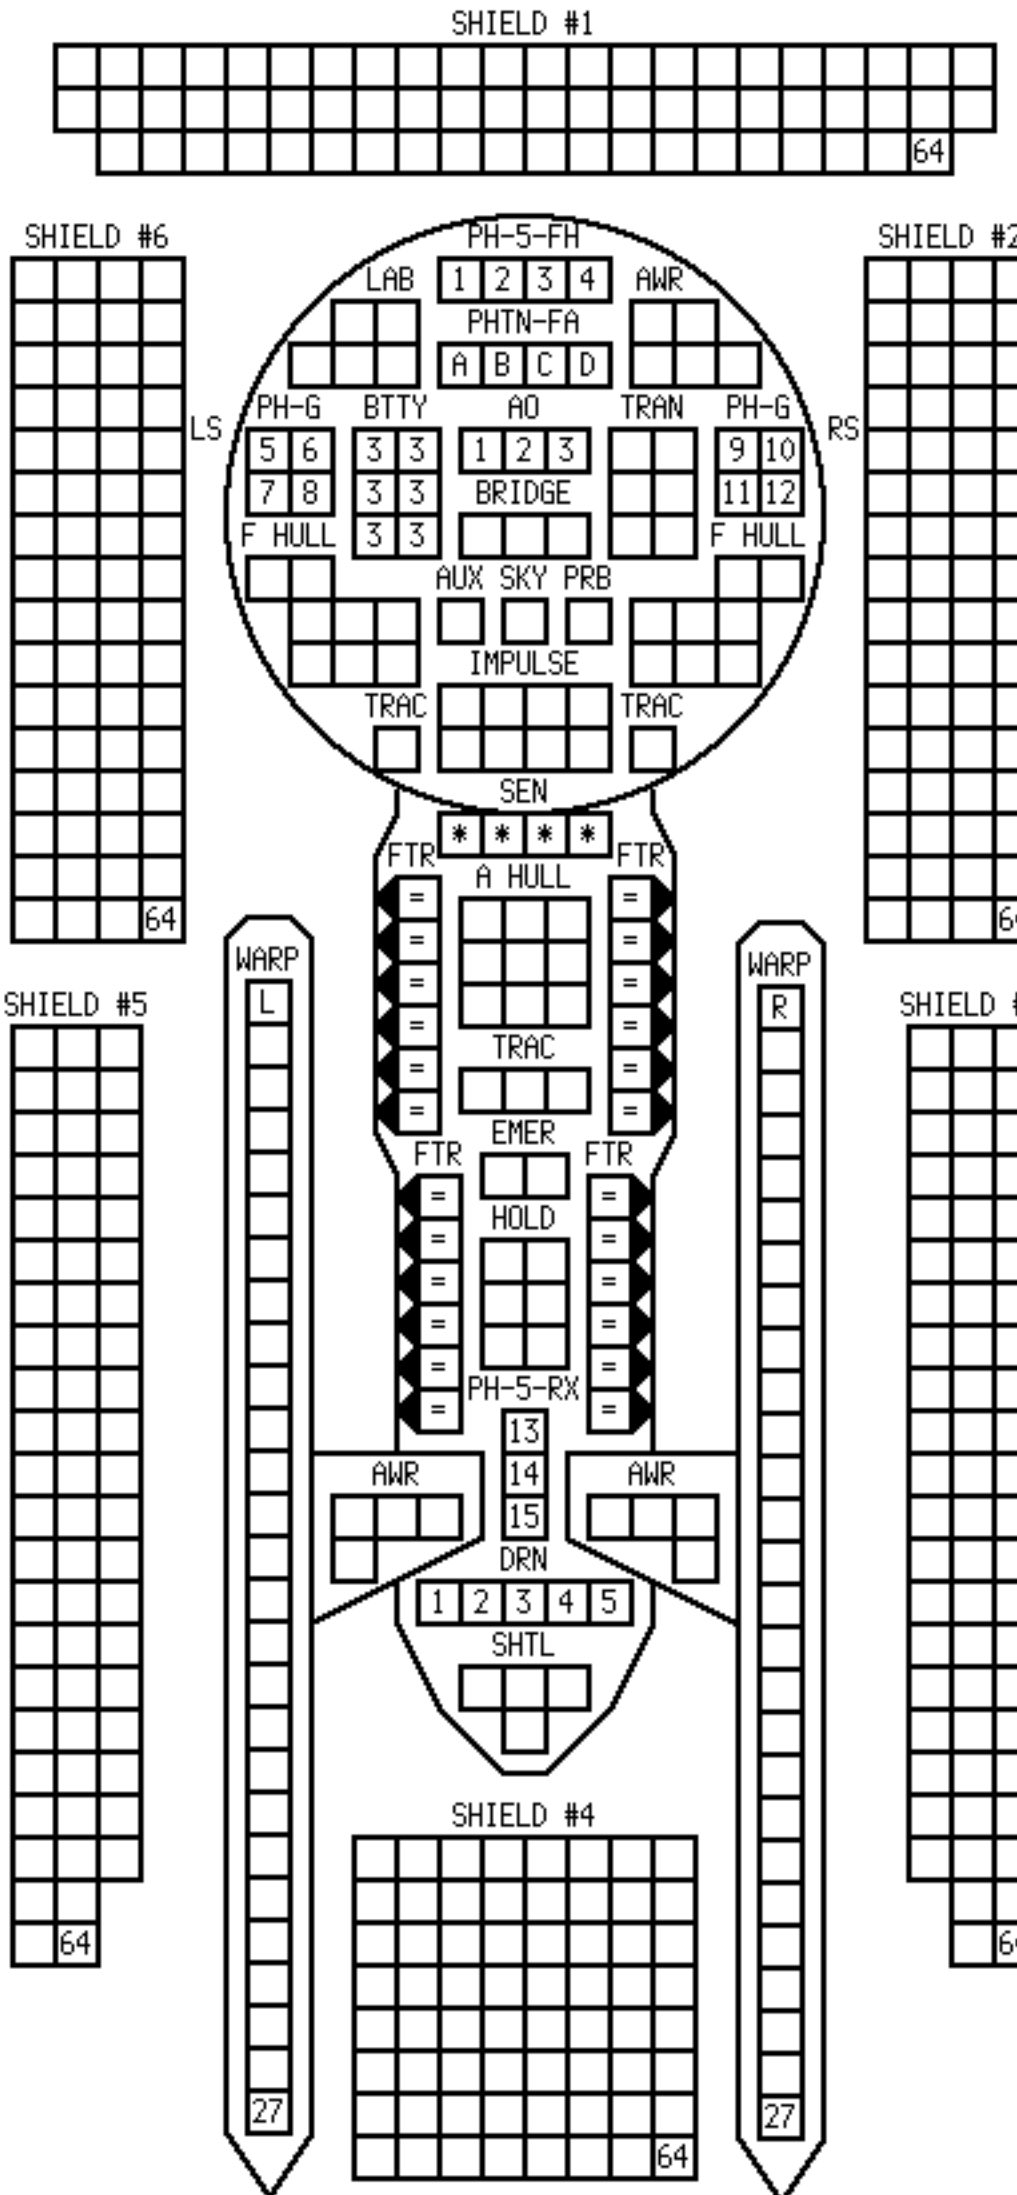 SHIELD #1
64
SHIELD #6
PH-5-FH
SHIELD #2
LAB
1 2 3 4
AWR
PHTN-FA
A B C D
PH-G BTTY AO TRAN PH-G
LS
RS
5 6
3 3
1 2 3
9 10
7 8
3 3
BRIDGE
11 12
F HULL
3 3
F HULL
AUX SKY PRB
IMPULSE
TRAC
TRAC
SEN
* * * *
FTR
FTR
A HULL
= =
64
64
= =
WARP
WARP
= =
SHIELD #5
L
R
SHIELD #
= =
TRAC
= =
= =
EMER
FTR
FTR
= =
HOLD
= =
= =
= =
= =
PH-5-RX
= =
13
AWR
14
AWR
15
DRN
1 2 3 4 5
SHTL
SHIELD #4
64
64
27
27
64